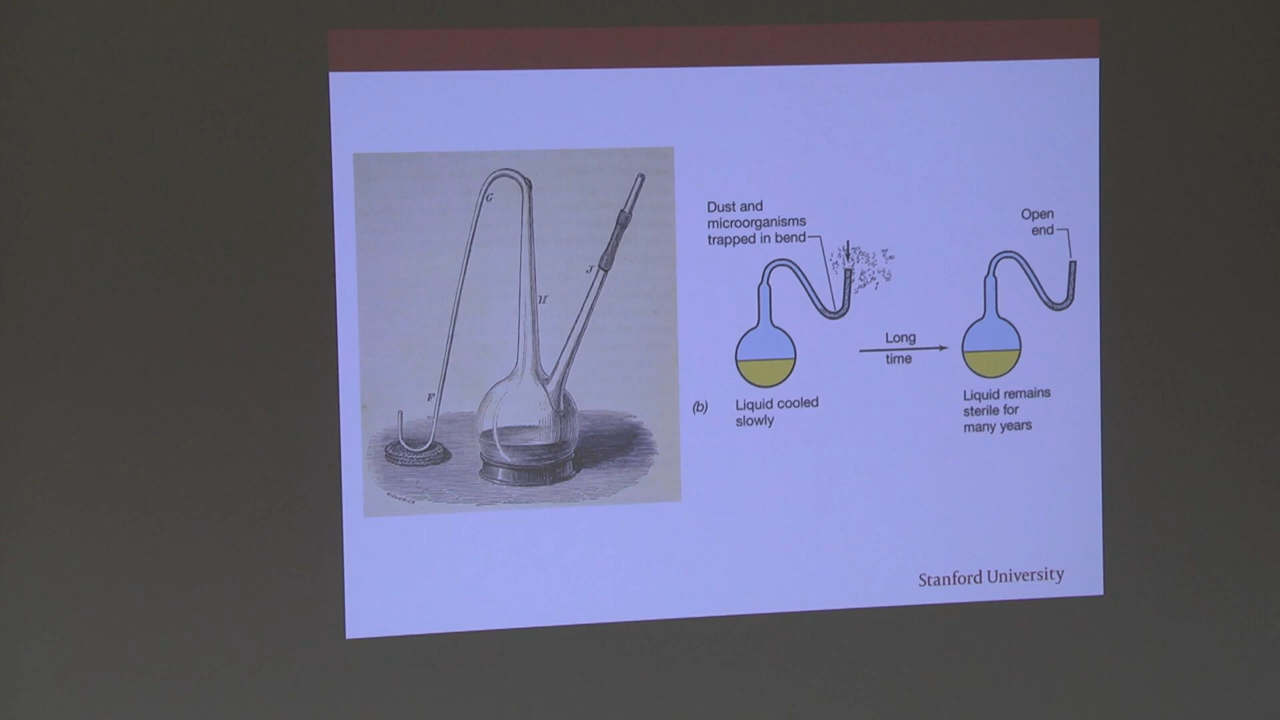 G
H
J
F
Dust and
microorganisms
trapped in bend
Open
end
Long
time
(b)
Liquid cooled
slowly
Liquid remains
sterile for
many years
Stanford University